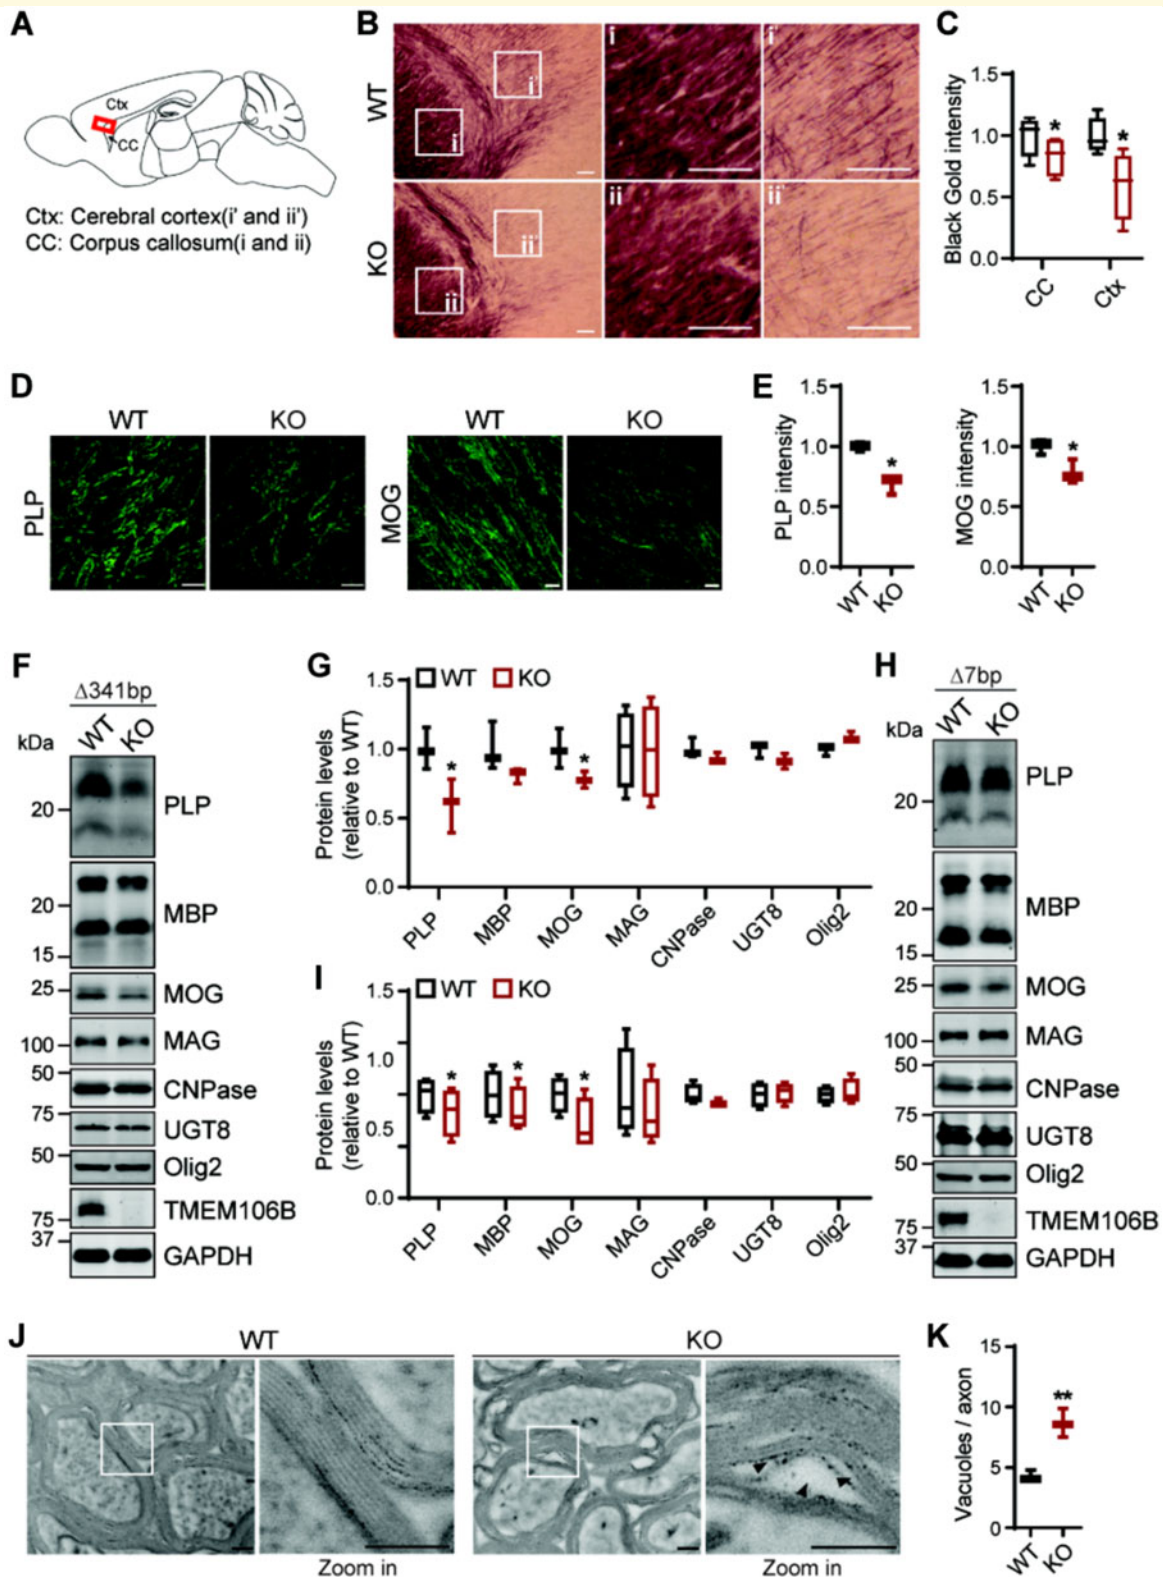 A
Ctx
CC
Ctx: Cerebral cortex(i' and ii')
CC: Corpus callosum(i and ii)
B
WT
KO
i
i'
i
i'
ii
ii'
ii
ii'
C
Black Gold intensity
1.5
1.0
0.5
0.0
* *
CC
Ctx
D
WT KO
PLP
WT KO
MOG
E
PLP intensity
1.5
1.0
0.5
0.0
*
WT
KO
MOG intensity
1.5
1.0
0.5
0.0
*
WT
KO
F
Δ341bp
WT KO
kDa
20 PLP
20
15
MBP
25 MOG
100 MAG
50 CNPase
75 UGT8
50 Olig2
75 TMEM106B
37 GAPDH
G
WT KO
Protein levels
(relative to WT)
1.5
1.0
0.5
0.0
* *
PLP
MBP
MOG
MAG
CNPase
UGT8
Olig2
H
Δ7bp
WT KO
kDa
20 PLP
20
15
MBP
25 MOG
100 MAG
50 CNPase
75 UGT8
50 Olig2
75 TMEM106B
37 GAPDH
I
WT KO
Protein levels
(relative to WT)
1.5
1.0
0.5
0.0
* * *
PLP
MBP
MOG
MAG
CNPase
UGT8
Olig2
J
WT
Zoom in
KO
Zoom in
K
Vacuoles / axon
15
10
5
0
**
WT
KO